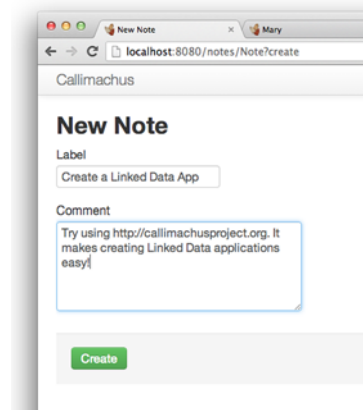 New Note
Mary
localhost:8080/notes/Note?create
Callimachus
New Note
Label
Create a Linked Data App
Comment
Try using http://callimachusproject.org. It
makes creating Linked Data applications
easy!
Create